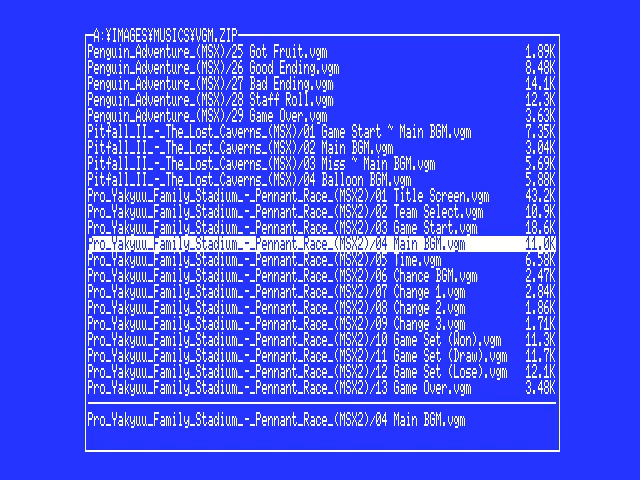 A:¥IMAGES¥MUSICS¥VGM.ZIP
Penguin_Adventure_(MSX)/25 Got Fruit.vgm 1.89K
Penguin_Adventure_(MSX)/26 Good Ending.vgm 8.48K
Penguin_Adventure_(MSX)/27 Bad Ending.vgm 14.1K
Penguin_Adventure_(MSX)/28 Staff Roll.vgm 12.3K
Penguin_Adventure_(MSX)/29 Game Over.vgm 3.63K
Pitfall_II_-_The_Lost_Caverns_(MSX)/01 Game Start ~ Main BGM.vgm 7.35K
Pitfall_II_-_The_Lost_Caverns_(MSX)/02 Main BGM.vgm 3.04K
Pitfall_II_-_The_Lost_Caverns_(MSX)/03 Miss ~ Main BGM.vgm 5.69K
Pitfall_II_-_The_Lost_Caverns_(MSX)/04 Balloon BGM.vgm 5.88K
Pro_Yakyuu_Family_Stadium_-_Pennant_Race_(MSX2)/01 Title Screen.vgm 43.2K
Pro_Yakyuu_Family_Stadium_-_Pennant_Race_(MSX2)/02 Team Select.vgm 10.9K
Pro_Yakyuu_Family_Stadium_-_Pennant_Race_(MSX2)/03 Game Start.vgm 18.6K
Pro_Yakyuu_Family_Stadium_-_Pennant_Race_(MSX2)/04 Main BGM.vgm 11.0K
Pro_Yakyuu_Family_Stadium_-_Pennant_Race_(MSX2)/05 Time.vgm 6.58K
Pro_Yakyuu_Family_Stadium_-_Pennant_Race_(MSX2)/06 Chance BGM.vgm 2.47K
Pro_Yakyuu_Family_Stadium_-_Pennant_Race_(MSX2)/07 Change 1.vgm 2.84K
Pro_Yakyuu_Family_Stadium_-_Pennant_Race_(MSX2)/08 Change 2.vgm 1.86K
Pro_Yakyuu_Family_Stadium_-_Pennant_Race_(MSX2)/09 Change 3.vgm 1.71K
Pro_Yakyuu_Family_Stadium_-_Pennant_Race_(MSX2)/10 Game Set (Won).vgm 11.3K
Pro_Yakyuu_Family_Stadium_-_Pennant_Race_(MSX2)/11 Game Set (Draw).vgm 11.7K
Pro_Yakyuu_Family_Stadium_-_Pennant_Race_(MSX2)/12 Game Set (Lose).vgm 12.1K
Pro_Yakyuu_Family_Stadium_-_Pennant_Race_(MSX2)/13 Game Over.vgm 3.48K
Pro_Yakyuu_Family_Stadium_-_Pennant_Race_(MSX2)/04 Main BGM.vgm